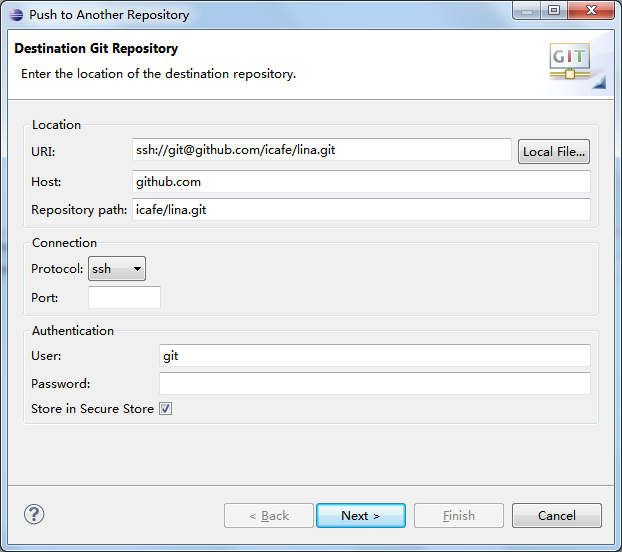 Push to Another Repository
Destination Git Repository
Enter the location of the destination repository.
GIT
Location
URI: ssh://git@github.com/icafe/lina.git Local File...
Host: github.com
Repository path: icafe/lina.git
Connection
Protocol: ssh
Port:
Authentication
User: git
Password:
Store in Secure Store
?
< Back Next > Finish Cancel